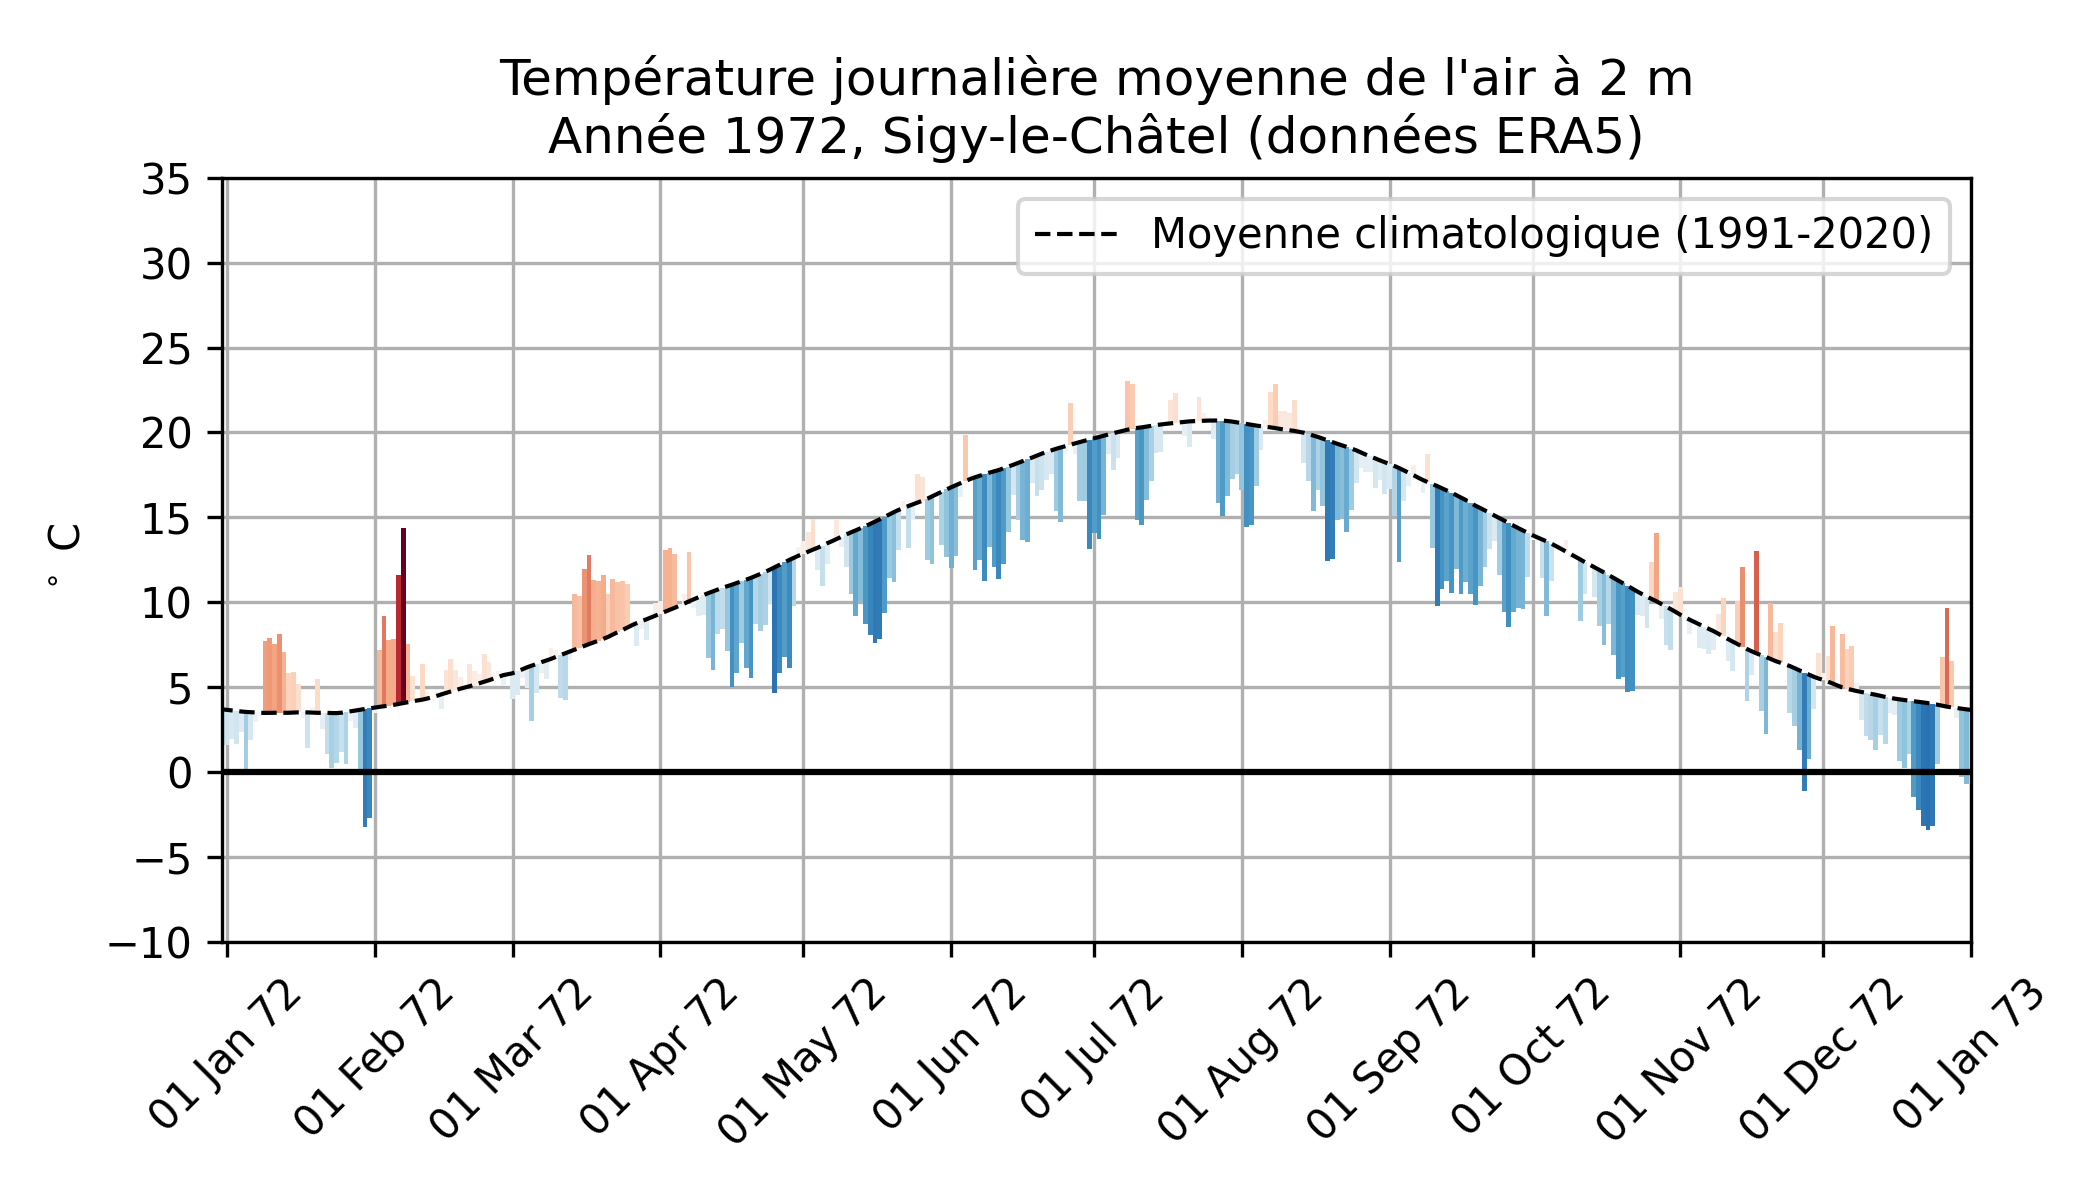 Température journalière moyenne de l'air à 2 m
Année 1972, Sigy-le-Châtel (données ERA5)
Moyenne climatologique (1991-2020)
° C
35
30
25
20
15
10
5
0
−5
−10
01 Jan 72
01 Feb 72
01 Mar 72
01 Apr 72
01 May 72
01 Jun 72
01 Jul 72
01 Aug 72
01 Sep 72
01 Oct 72
01 Nov 72
01 Dec 72
01 Jan 73